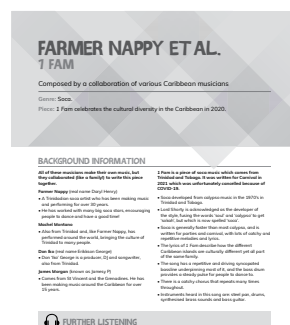 FARMER NAPPY ET AL.
1 FAM
Composed by a collaboration of various Caribbean musicians
Genre: Soca.
Place: 1 Fam celebrates the cultural diversity in the Caribbean in 2020.
BACKGROUND INFORMATION
All of these musicians make their own music, but
they collaborated (like a family) to write this piece
together.
Farmer Nappy (real name Daryl Henry)
• A Trinidadian soca artist who has been making music
and performing for over 30 years.
• He has worked with many big soca stars, encouraging
people to dance and have a good time!
Machel Montano
• Also from Trinidad and, like Farmer Nappy, has
performed around the world, bringing the culture of
Trinidad to many people.
Don Iko (real name Robison George)
• Don 'Iko' George is a producer, DJ and songwriter,
also from Trinidad.
James Morgan (known as Jamesy P)
• Comes from St Vincent and the Grenadines. He has
been making music around the Caribbean for over
15 years.
1 Fam is a piece of soca music which comes from
Trinidad and Tobago. It was written for Carnival in
2021 which was unfortunately cancelled because of
COVID-19.
• Soca developed from calypso music in the 1970s in
Trinidad and Tobago.
• Lord Shorty is acknowledged as the developer of
the style, fusing the words 'soul' and 'calypso' to get
'sokah', but which is now spelled 'soca'.
• Soca is generally faster than most calypso, and is
written for parties and carnival, with lots of catchy and
repetitive melodies and lyrics.
• The lyrics of 1 Fam describe how the different
Caribbean islands are culturally different yet all part
of the same family.
• The song has a repetitive and driving syncopated
bassline underpinning most of it, and the bass drum
provides a steady pulse for people to dance to.
• There is a catchy chorus that repeats many times
throughout.
• Instruments heard in this song are steel pan, drums,
synthesized brass sounds and bass guitar.
FURTHER LISTENING